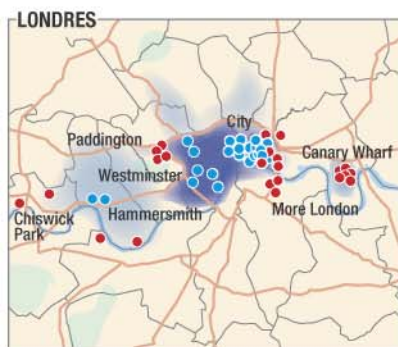 LONDRES
City
Paddington
Canary Wharf
Westminster
Chiswick
Park
Hammersmith
More London